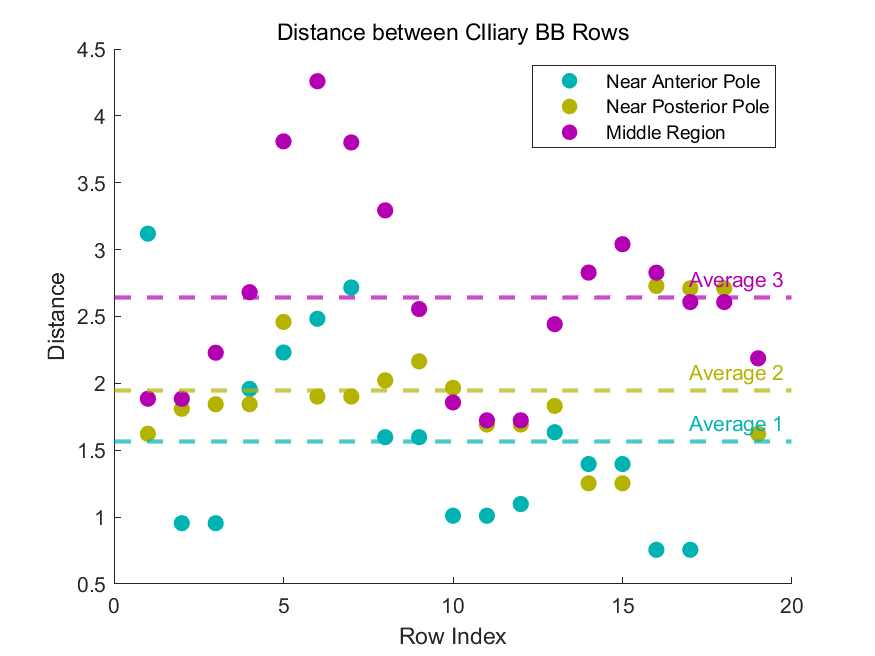 Distance between CIliary BB Rows
4.5
4
3.5
3
2.5
2
1.5
1
0.5
Distance
Near Anterior Pole
Near Posterior Pole
Middle Region
Average 3
Average 2
Average 1
0
5
10
15
20
Row Index